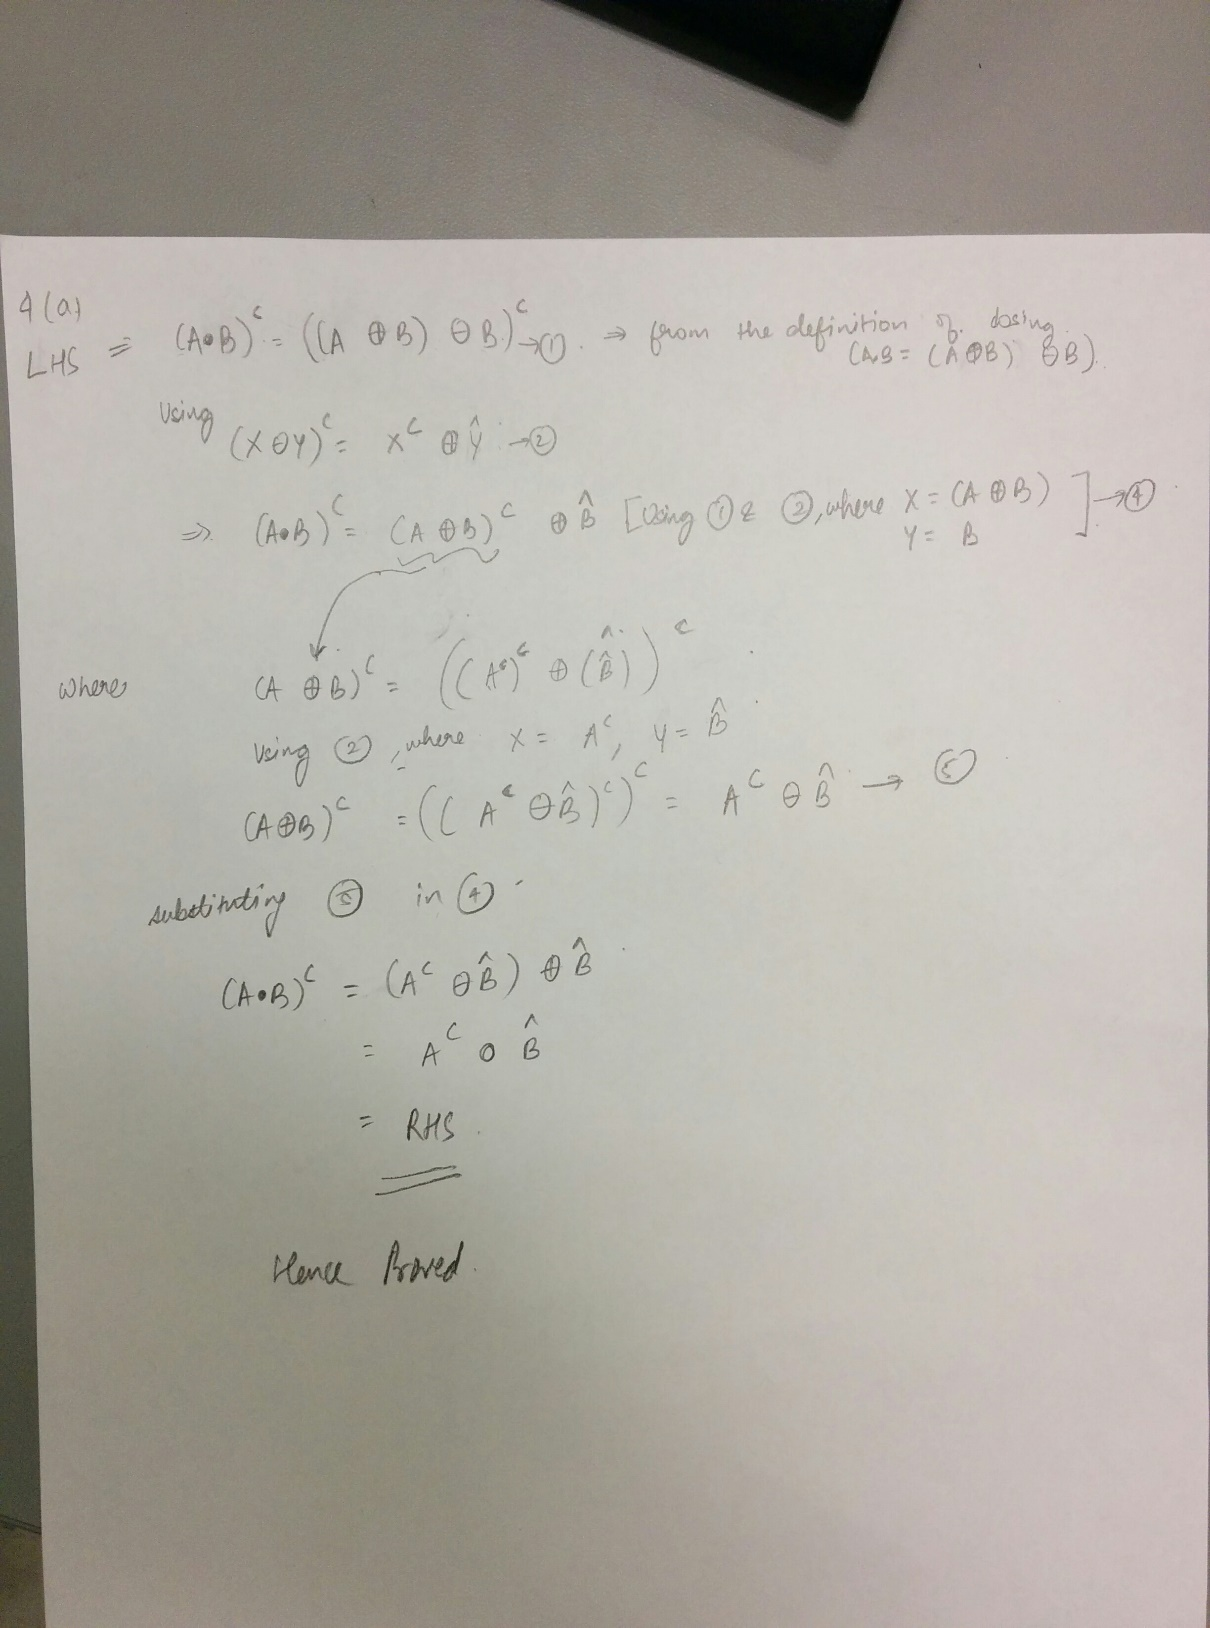 4(a)
LHS = (A•B)^C = ((A ⊕ B) ⊖ B)^C → ①. ⇒ from the definition of closing.
(A•B = (A ⊕ B) ⊖ B).
Using (X ⊖ Y)^C = X^C ⊕ Ŷ → ②
⇒ (A•B)^C = (A ⊕ B)^C ⊕ B̂ [Using ① & ②, where X = (A ⊕ B) ] → ④
Y = B
where (A ⊕ B)^C = ((A^C)^C ⊕ (B̂)^))^C
Using ②, where X = A^C, Y = B̂
(A ⊕ B)^C = ((A^C ⊖ B̂)^C)^C = A^C ⊖ B̂ → ⑤
substituting ⑤ in ④
(A•B)^C = (A^C ⊖ B̂) ⊕ B̂
= A^C o B̂
= RHS.
Hence Proved.